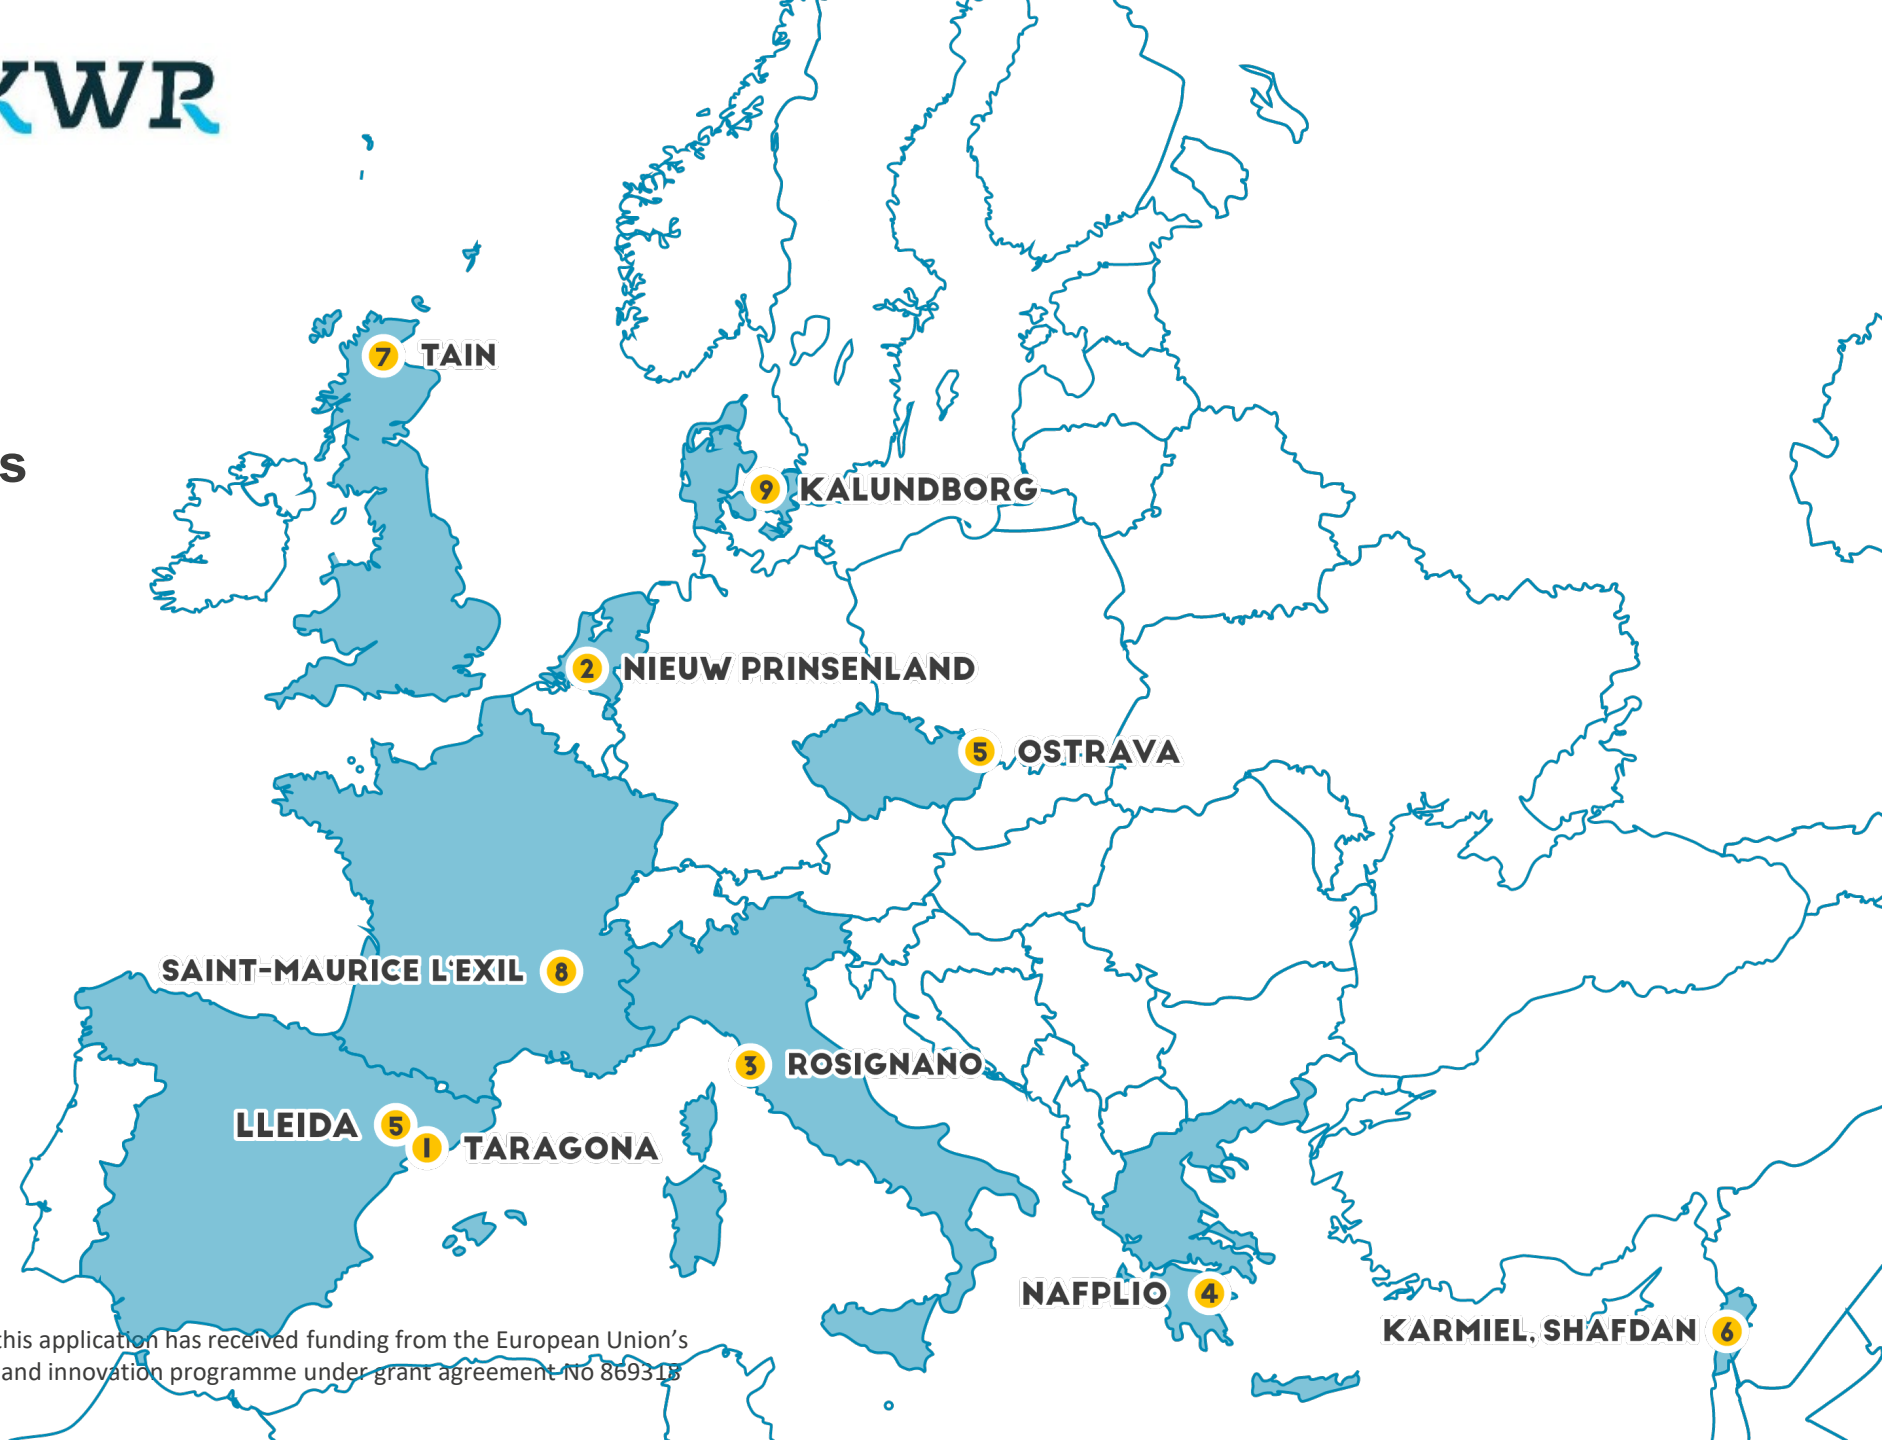 KWR
7 TAIN
s
9 KALUNDBORG
2 NIEUW PRINSENLAND
5 OSTRAVA
SAINT-MAURICE L'EXIL 8
3 ROSIGNANO
LLEIDA 5
1 TARAGONA
NAFPLIO 4
KARMIEL, SHAFDAN 6
this application has received funding from the European Union's
and innovation programme under grant agreement No 869318